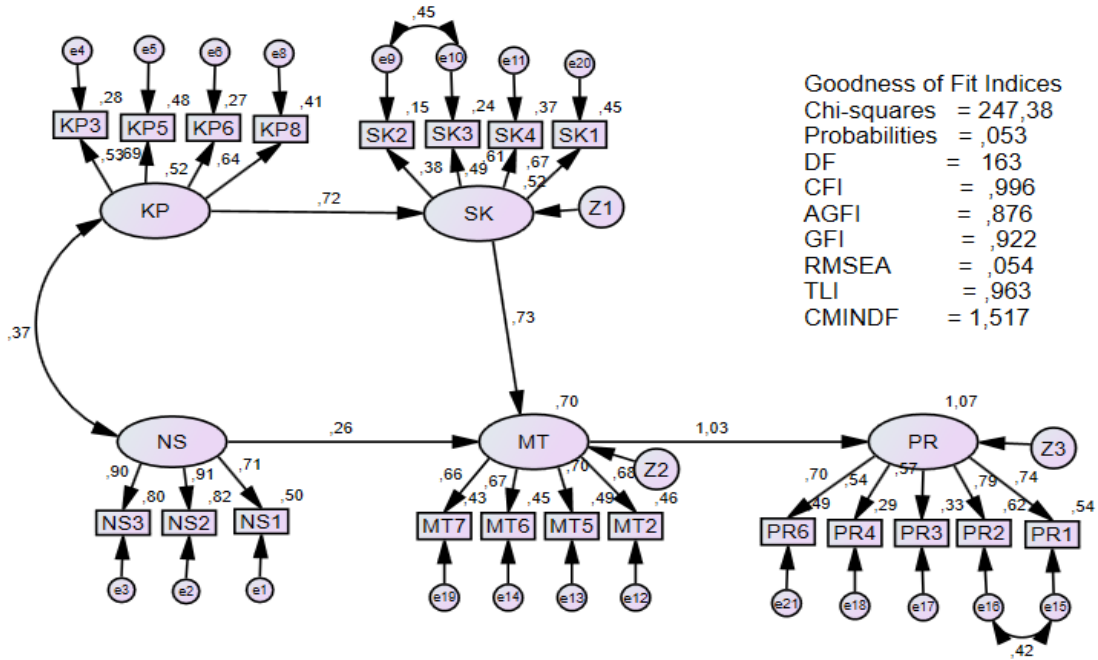 ,45
e4 e5 e6 e8 e9 e10 e11 e20
,28 ,48 ,27 ,41 ,15 ,24 ,37 ,45
KP3 KP5 KP6 KP8 SK2 SK3 SK4 SK1
,53 ,69 ,52 ,64 ,38 ,49 ,61 ,67
,52
KP ,72 SK Z1
Goodness of Fit Indices
Chi-squares = 247,38
Probabilities = ,053
DF = 163
CFI = ,996
AGFI = ,876
GFI = ,922
RMSEA = ,054
TLI = ,963
CMINDF = 1,517
,37 ,73
,70 1,07
NS ,26 MT 1,03 PR
Z2 Z3
,90 ,91 ,71 ,66 ,67 ,70 ,68 ,70 ,54 ,57 ,79 ,74
,80 ,82 ,50 ,43 ,45 ,49 ,46 ,49 ,29 ,33 ,62 ,54
NS3 NS2 NS1 MT7 MT6 MT5 MT2 PR6 PR4 PR3 PR2 PR1
e3 e2 e1 e19 e14 e13 e12 e21 e18 e17 e16 e15
,42